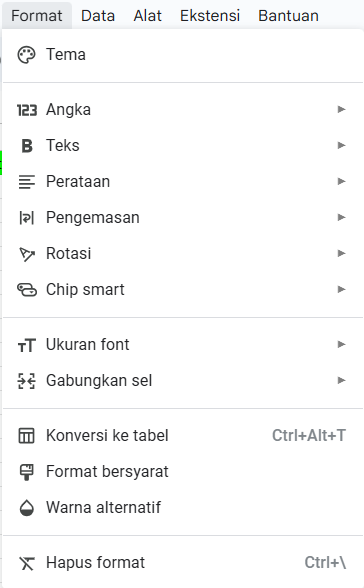 Format Data Alat Ekstensi Bantuan
Tema
123 Angka
B Teks
Perataan
Pengemasan
Rotasi
Chip smart
Ukuran font
Gabungkan sel
Konversi ke tabel Ctrl+Alt+T
Format bersyarat
Warna alternatif
Hapus format Ctrl+\